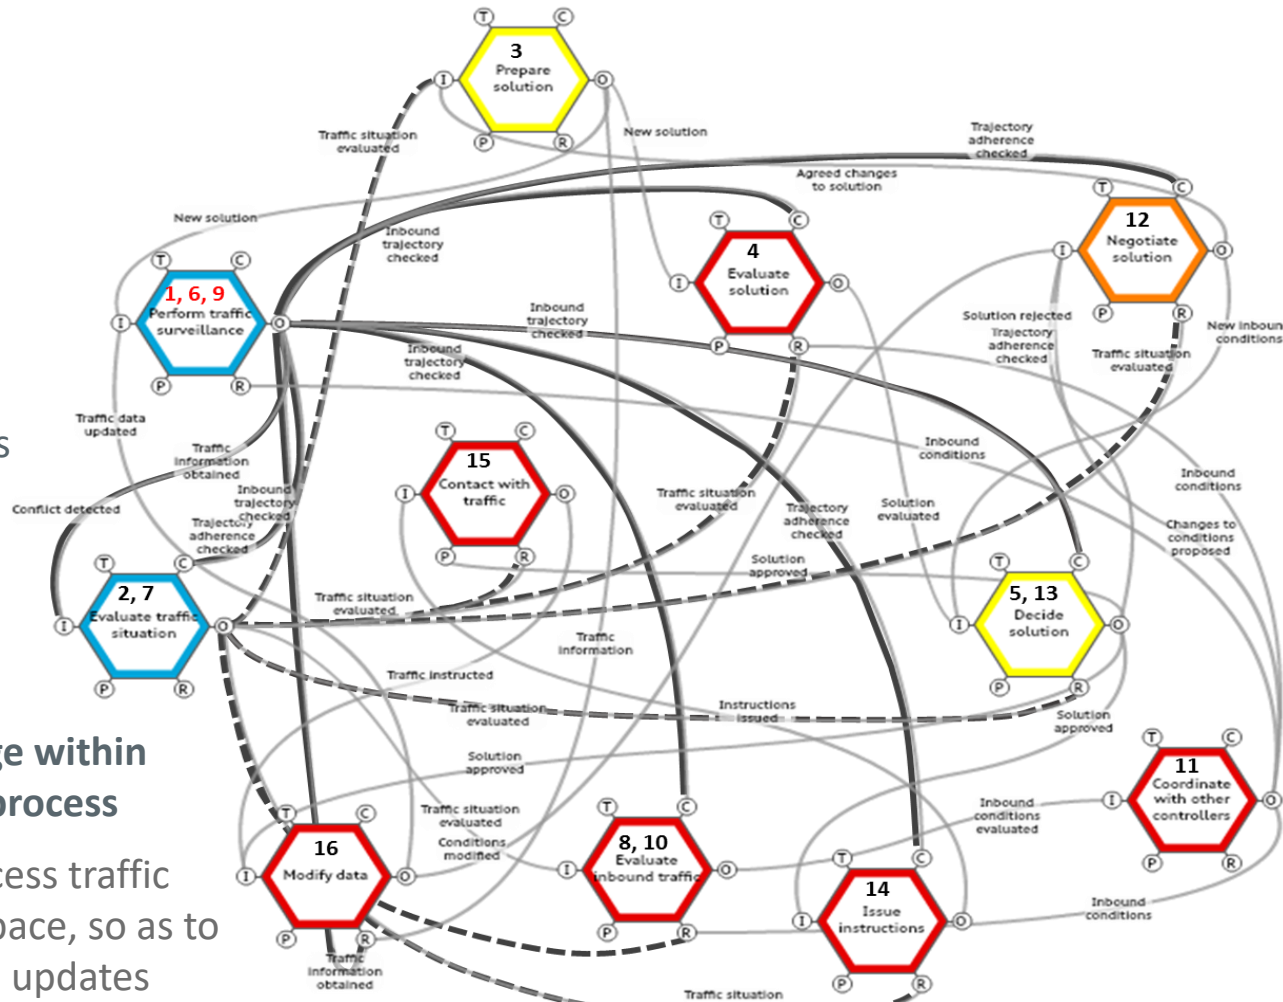 T
C
3
I
Prepare
solution
O
P
R
Traffic situation
evaluated
New solution
Trajectory
adherence
checked
Agreed changes
to solution
New solution
Inbound
trajectory
checked
T
C
4
I
Evaluate
solution
O
P
R
T
C
12
I
Negotiate
solution
O
P
R
T
C
1, 6, 9
I
Perform traffic
surveillance
O
P
R
Inbound
trajectory
checked
Inbound
trajectory
checked
Solution rejected
Trajectory
adherence
checked
New inboun
conditions
Traffic situation
evaluated
Traffic data
updated
s
Traffic
information
obtained
Inbound
conditions
Inbound
conditions
T
C
15
I
Contact with
traffic
O
P
R
Conflict detected
Inbound
trajectory
checked
Trajectory
adherence
checked
Traffic situation
evaluated
Trajectory
adherence
checked
Solution
evaluated
Changes to
conditions
proposed
Solution
approved
T
C
2, 7
I
Evaluate traffic
situation
O
P
R
Traffic situation
evaluated
T
C
5, 13
I
Decide
solution
O
P
R
Traffic
information
Traffic instructed
Traffic situation
evaluated
Instructions
issued
Solution
approved
Solution
approved
ge within
process
T
C
11
I
Coordinate
with other
controllers
O
P
R
Traffic situation
evaluated
Conditions
modified
Inbound
conditions
evaluated
T
C
16
I
Modify data
O
P
R
T
C
8, 10
I
Evaluate
inbound traffic
O
P
R
T
C
14
I
Issue
instructions
O
P
R
cess traffic
pace, so as to
updates
Inbound
conditions
Traffic
information
obtained
Traffic situation